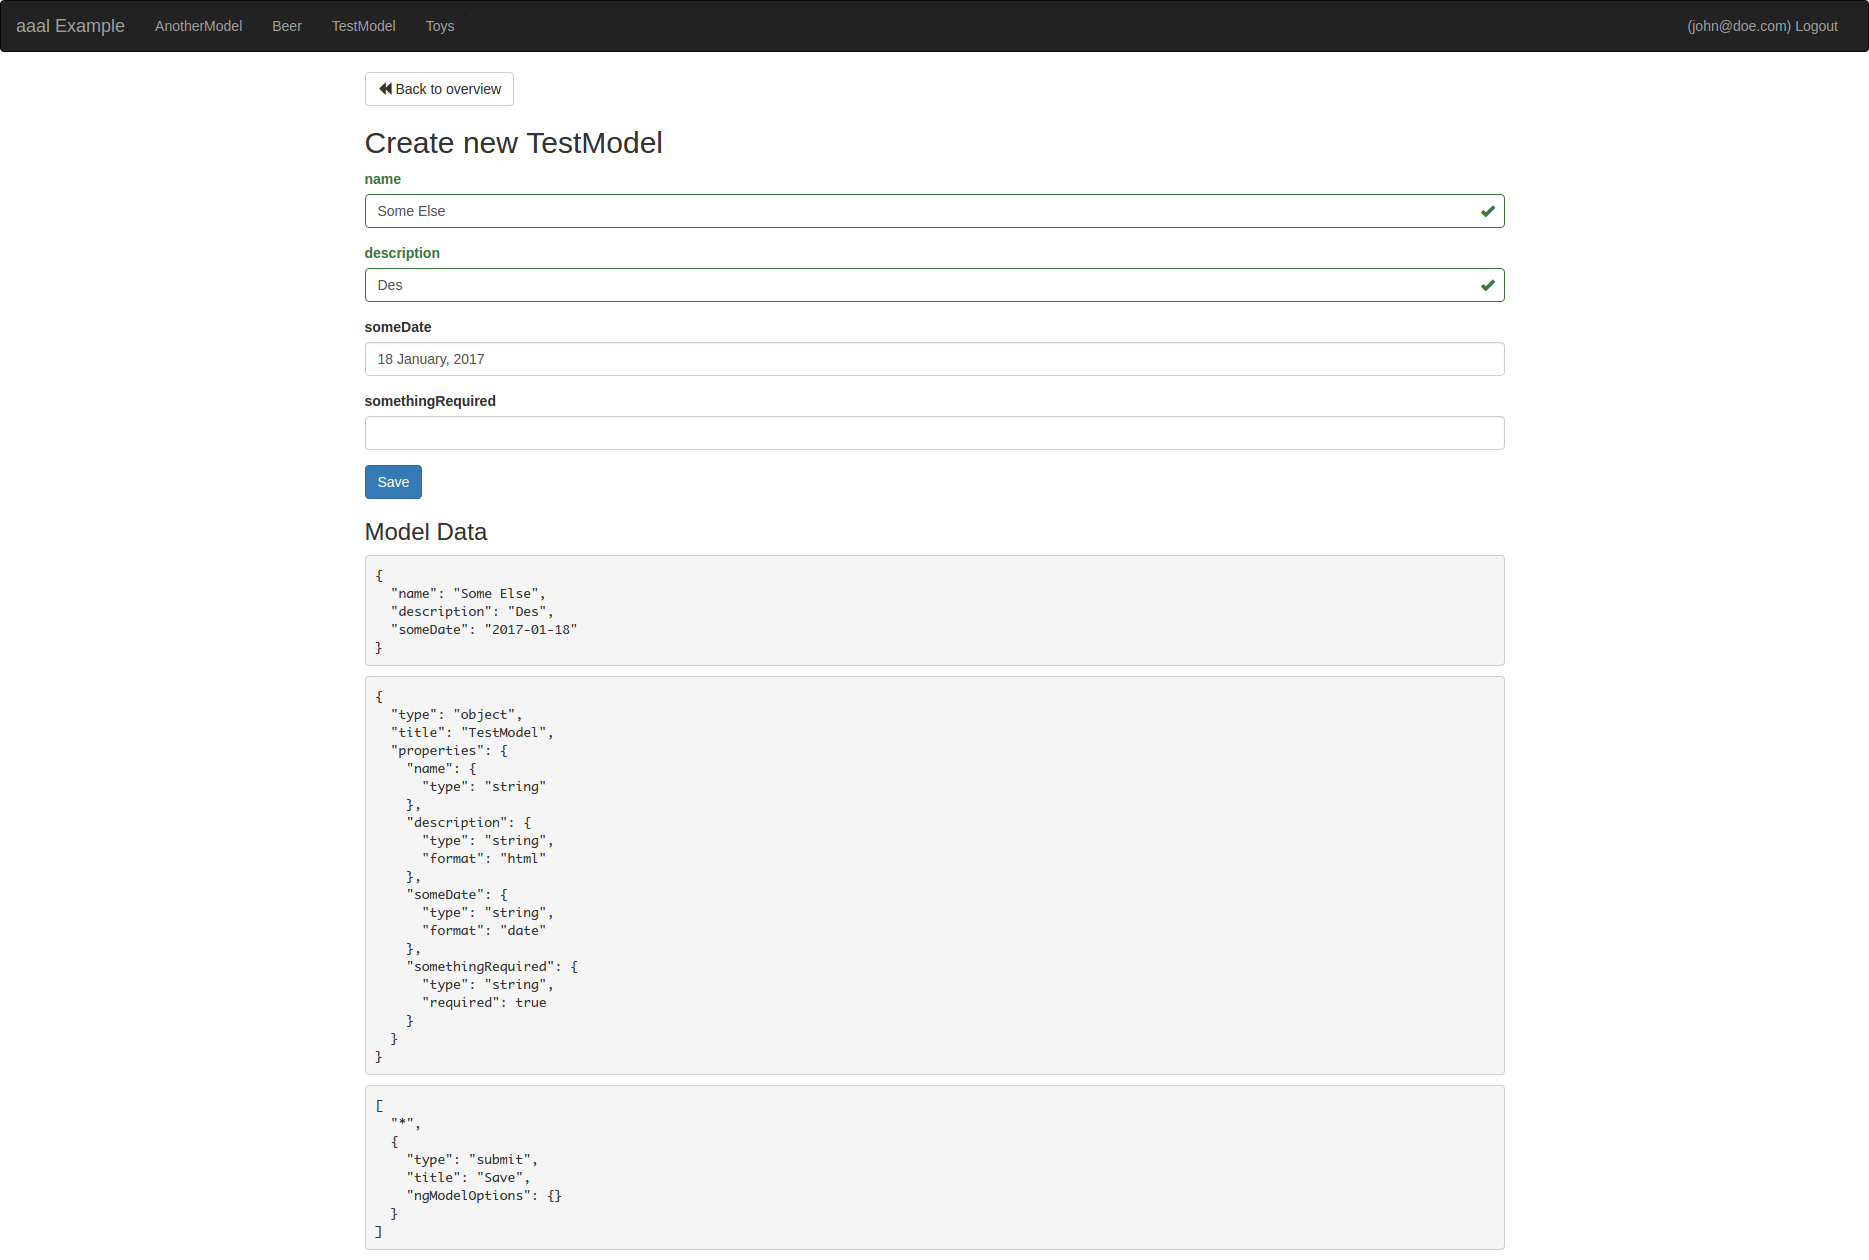 aaal Example AnotherModel Beer TestModel Toys (john@doe.com) Logout
Back to overview
Create new TestModel
name
Some Else
description
Des
someDate
18 January, 2017
somethingRequired
Save
Model Data
{
  "name": "Some Else",
  "description": "Des",
  "someDate": "2017-01-18"
}
{
  "type": "object",
  "title": "TestModel",
  "properties": {
    "name": {
      "type": "string"
    },
    "description": {
      "type": "string",
      "format": "html"
    },
    "someDate": {
      "type": "string",
      "format": "date"
    },
    "somethingRequired": {
      "type": "string",
      "required": true
    }
  }
}
[
  "*",
  {
    "type": "submit",
    "title": "Save",
    "ngModelOptions": {}
  }
]